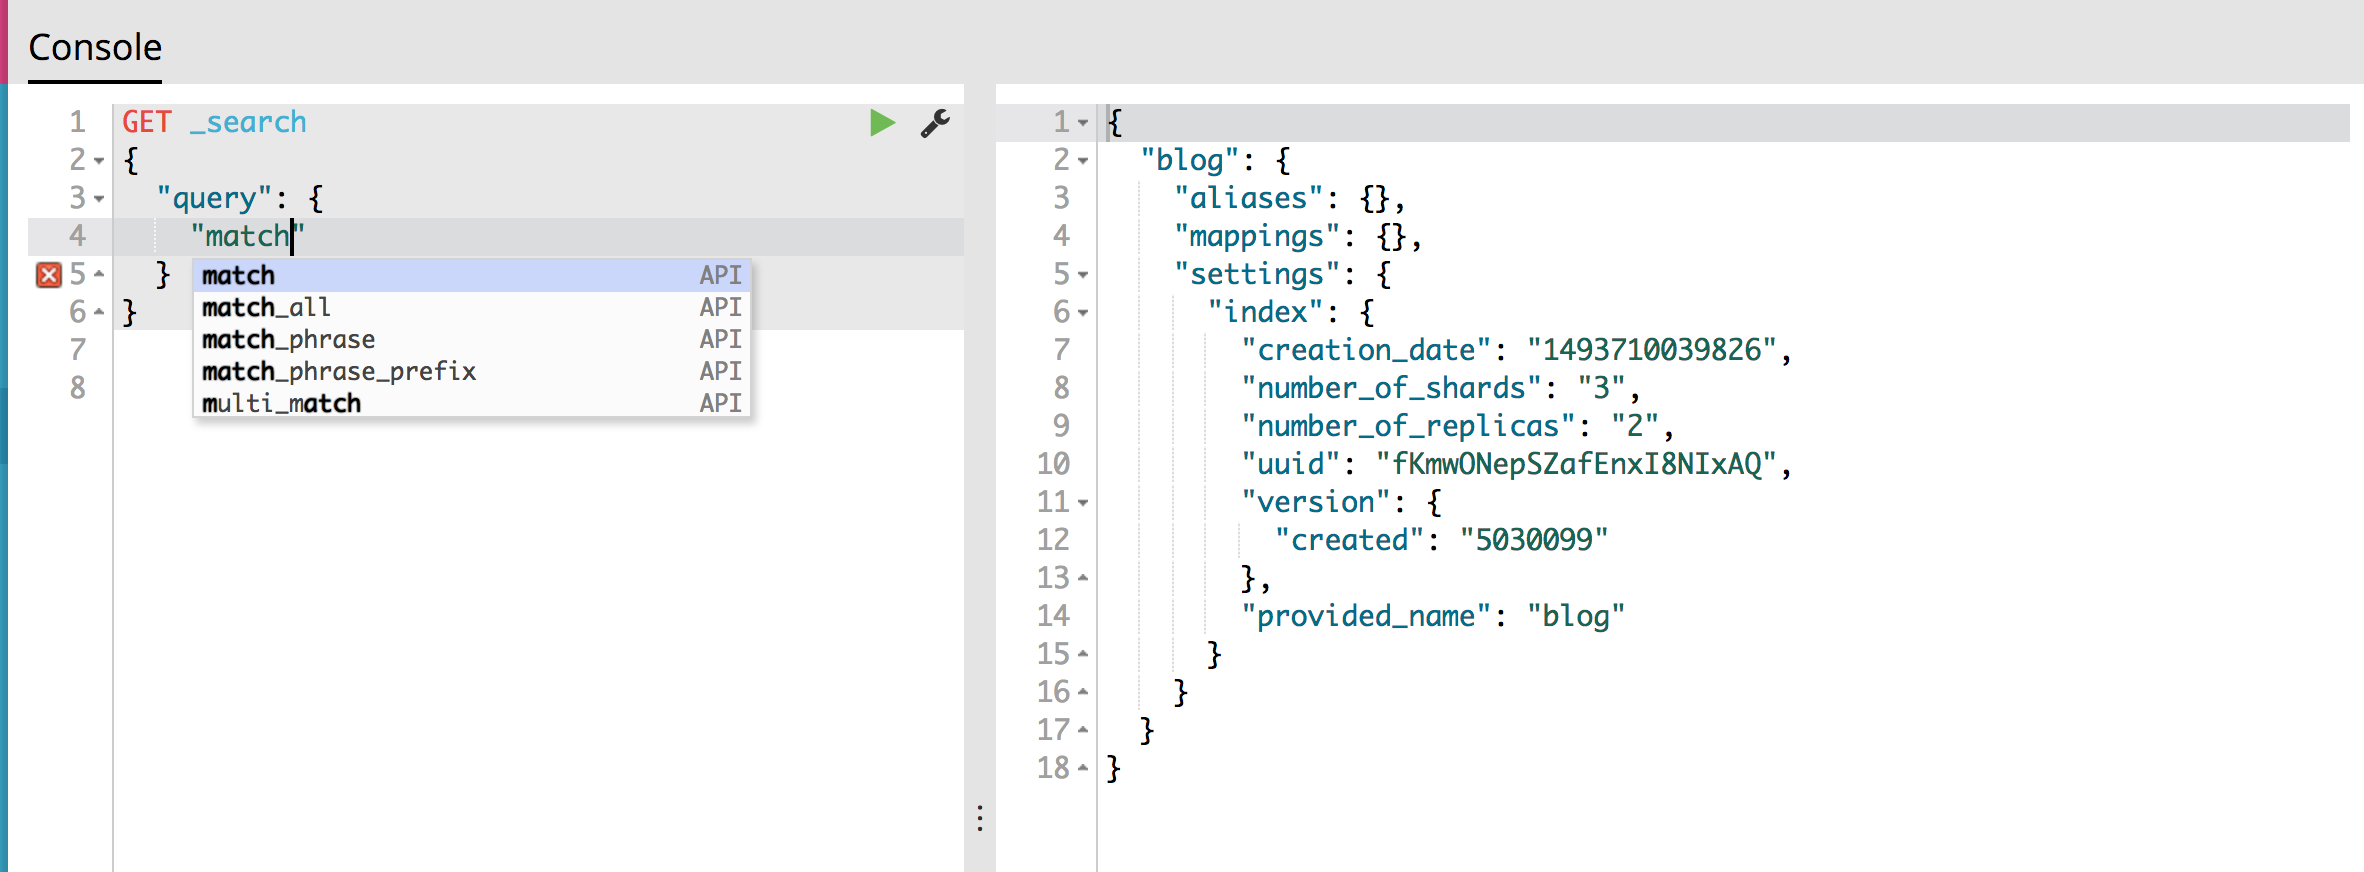 Console
1 GET _search
2 {
3 "query": {
4 "match"
5 }
6 }
7
8
match API
match_all API
match_phrase API
match_phrase_prefix API
multi_match API
1 {
2 "blog": {
3 "aliases": {},
4 "mappings": {},
5 "settings": {
6 "index": {
7 "creation_date": "1493710039826",
8 "number_of_shards": "3",
9 "number_of_replicas": "2",
10 "uuid": "fKmwONepSZafEnxI8NIxAQ",
11 "version": {
12 "created": "5030099"
13 },
14 "provided_name": "blog"
15 }
16 }
17 }
18 }